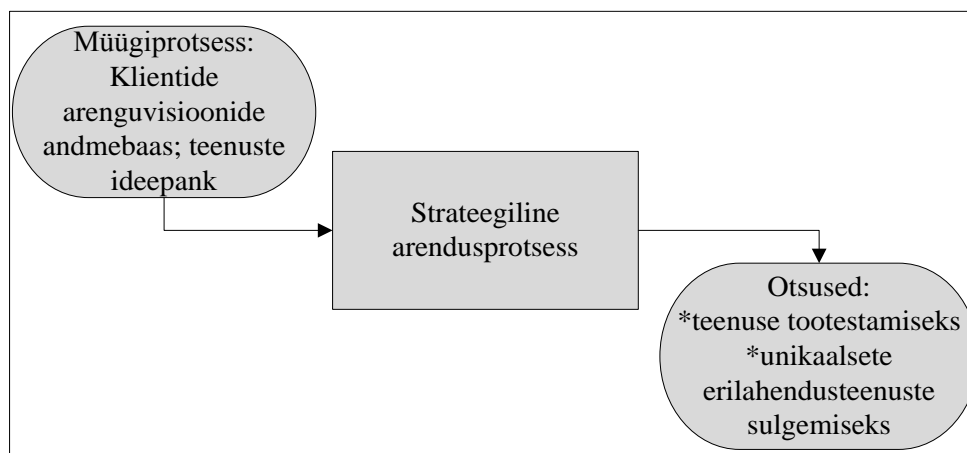 Müügiprotsess:
Klientide
arenguvisioonide
andmebaas; teenuste
ideepank
Strateegiline
arendusprotsess
Otsused:
*teenuse tootestamiseks
*unikaalsete
erilahendusteenuste
sulgemiseks